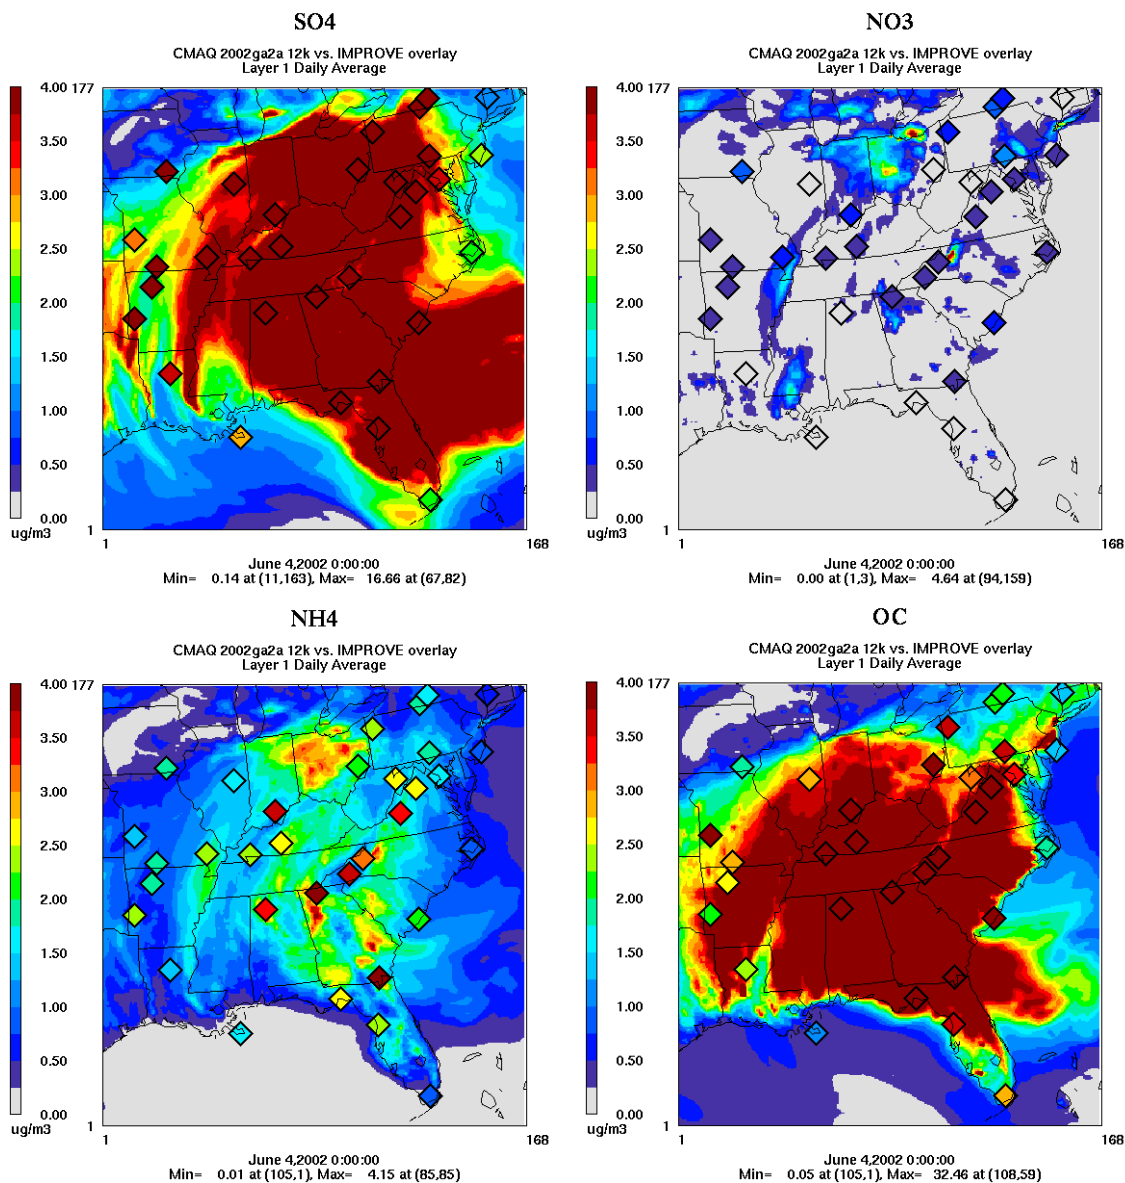 SO4
CMAQ 2002ga2a 12k vs. IMPROVE overlay
Layer 1 Daily Average
4.00 177
3.50
3.00
2.50
2.00
1.50
1.00
0.50
0.00
ug/m3
1
1
168
June 4,2002 0:00:00
Min= 0.14 at (11,163), Max= 16.66 at (67,82)
NO3
CMAQ 2002ga2a 12k vs. IMPROVE overlay
Layer 1 Daily Average
4.00 177
3.50
3.00
2.50
2.00
1.50
1.00
0.50
0.00
ug/m3
1
1
168
June 4,2002 0:00:00
Min= 0.00 at (1,3), Max= 4.64 at (94,159)
NH4
CMAQ 2002ga2a 12k vs. IMPROVE overlay
Layer 1 Daily Average
4.00 177
3.50
3.00
2.50
2.00
1.50
1.00
0.50
0.00
ug/m3
1
1
168
June 4,2002 0:00:00
Min= 0.01 at (105,1), Max= 4.15 at (85,85)
OC
CMAQ 2002ga2a 12k vs. IMPROVE overlay
Layer 1 Daily Average
4.00 177
3.50
3.00
2.50
2.00
1.50
1.00
0.50
0.00
ug/m3
1
1
168
June 4,2002 0:00:00
Min= 0.05 at (105,1), Max= 32.46 at (108,59)